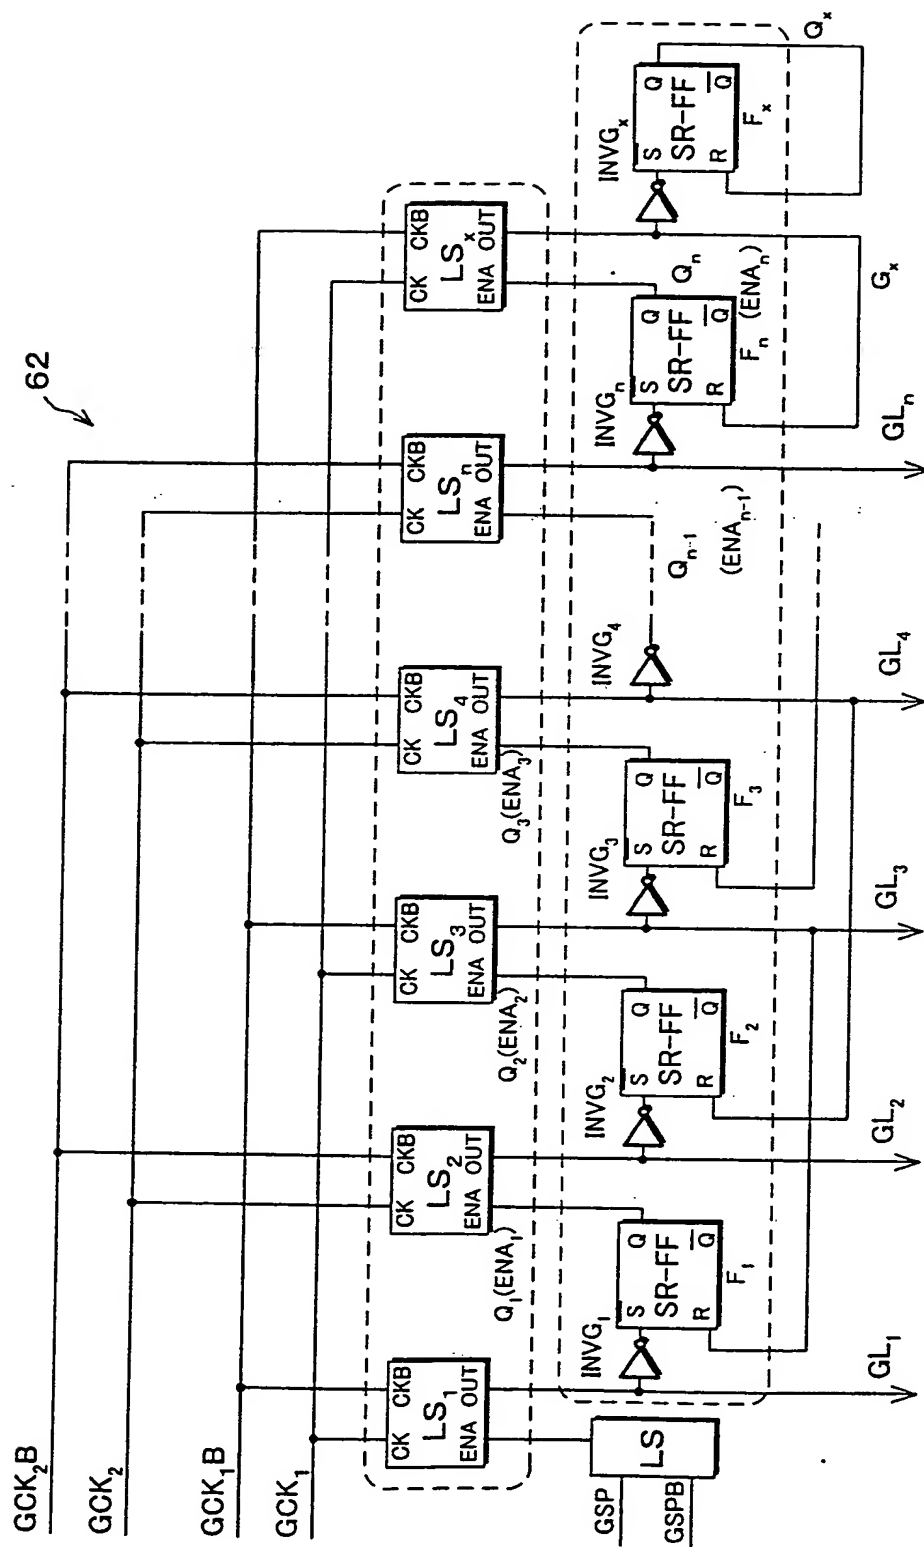 62
GCK₂B
GCK₂
GCK₁B
GCK₁
CK CKB
LS₁
ENA OUT
CK CKB
LS₂
ENA OUT
CK CKB
LS₃
ENA OUT
CK CKB
LS₄
ENA OUT
CK CKB
LSₙ
ENA OUT
CK CKB
LSₓ
ENA OUT
Q₁(ENA₁)
Q₂(ENA₂)
Q₃(ENA₃)
Qₙ₋₁
(ENAₙ₋₁)
Qₙ
(ENAₙ)
Qₓ
GSP
GSPB
LS
INVG₁
S̅ Q
SR-FF
R Q̅
F₁
INVG₂
S̅ Q
SR-FF
R Q̅
F₂
INVG₃
S̅ Q
SR-FF
R Q̅
F₃
INVG₄
INVGₙ
S̅ Q
SR-FF
R Q̅
Fₙ
INVGₓ
S̅ Q
SR-FF
R Q̅
Fₓ
GL₁
GL₂
GL₃
GL₄
GLₙ
Gₓ